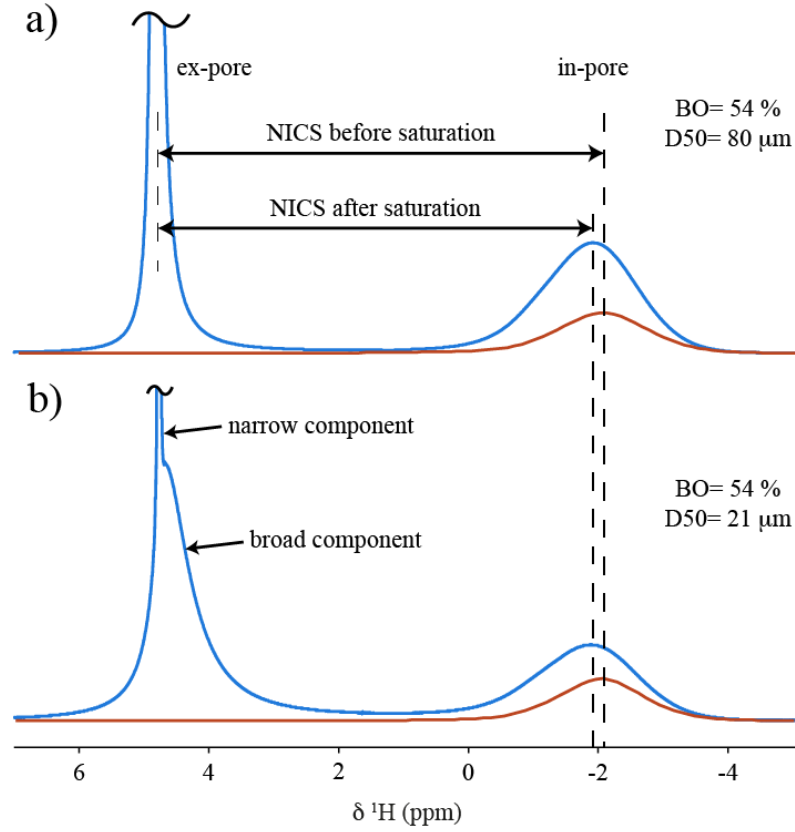 a)
ex-pore
in-pore
BO= 54 %
D50= 80 μm
NICS before saturation
NICS after saturation
b)
narrow component
broad component
BO= 54 %
D50= 21 μm
6 4 2 0 -2 -4
δ ¹H (ppm)